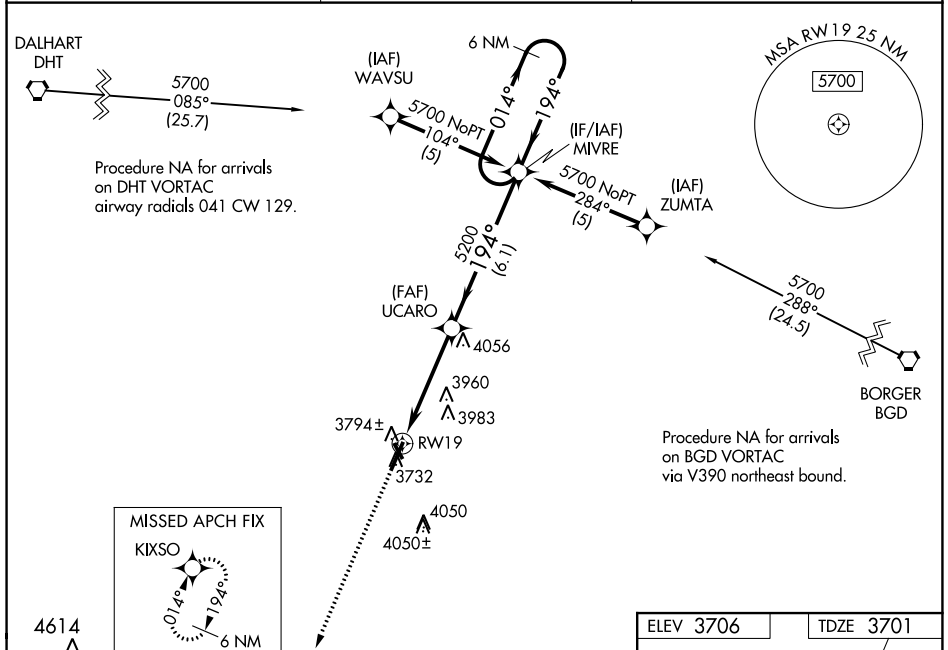 DALHART
DHT
5700
085°
(25.7)
Procedure NA for arrivals
on DHT VORTAC
airway radials 041 CW 129.
(IAF)
WAVSU
5700 NoPT
104°
(5)
6 NM
014°
194°
(IF/IAF)
MIVRE
5700 NoPT
284°
(5)
(IAF)
ZUMTA
MSA RW19 25 NM
5700
5200
194°
(6.1)
(FAF)
UCARO
4056
3960
3983
3794±
RW19
3732
4050
4050±
5700
288°
(24.5)
BORGER
BGD
Procedure NA for arrivals
on BGD VORTAC
via V390 northeast bound.
MISSED APCH FIX
KIXSO
014°
194°
6 NM
4614
ELEV 3706
TDZE 3701